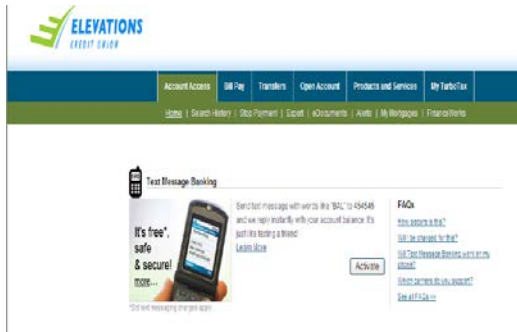 ELEVATIONS
CREDIT UNION
Account Access
Bill Pay
Transfers
Open Account
Products and Services
My TurboTax
Home | Search History | Stop Payment | Export | eDocuments | Alerts | My Mortgages | FinanceWorks
Text Message Banking
It's free*,
safe
& secure!
more...
Send text message with words like "BAL" to 454545
and we reply instantly with your account balance. It's
just like texting a friend!
Learn More
Activate
*Std text messaging charges apply
FAQs
How secure is this?
Will I be charged for this?
Will Text Message Banking work on my
phone?
Which carriers do you support?
See all FAQs >>